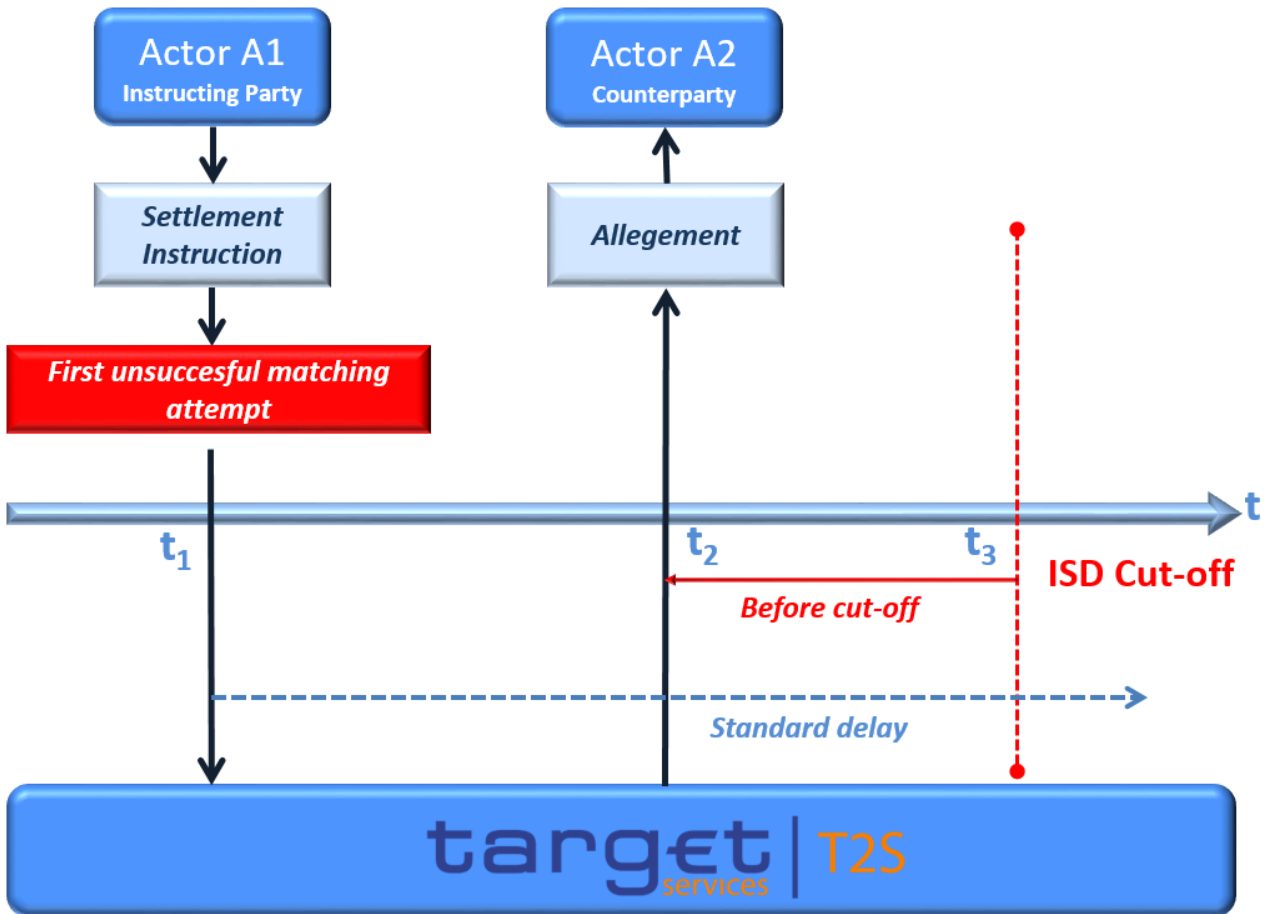 Actor A1
Instructing Party
Actor A2
Counterparty
Settlement
Instruction
Allegement
First unsuccesful matching
attempt
t
t1
t2
t3
ISD Cut-off
Before cut-off
Standard delay
target | T2S
services